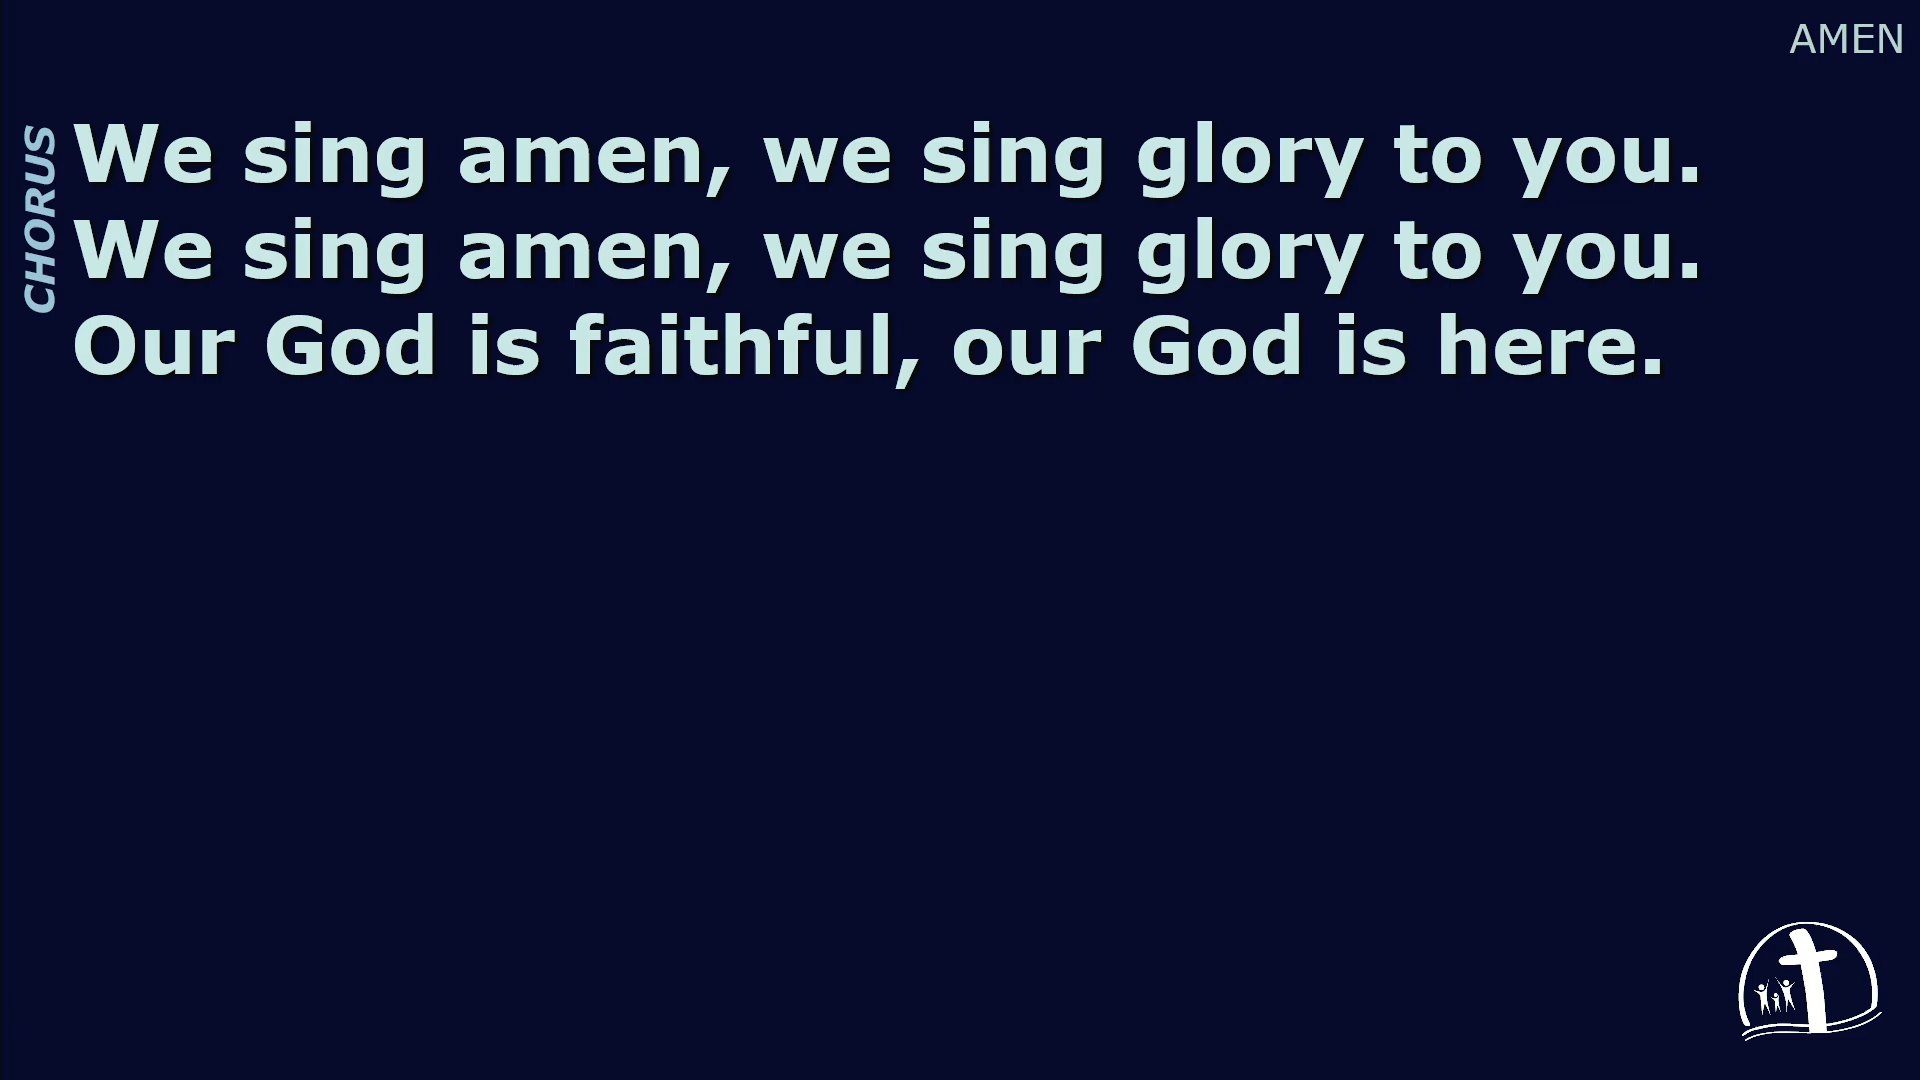 AMEN
CHORUS
We sing amen, we sing glory to you.
We sing amen, we sing glory to you.
Our God is faithful, our God is here.